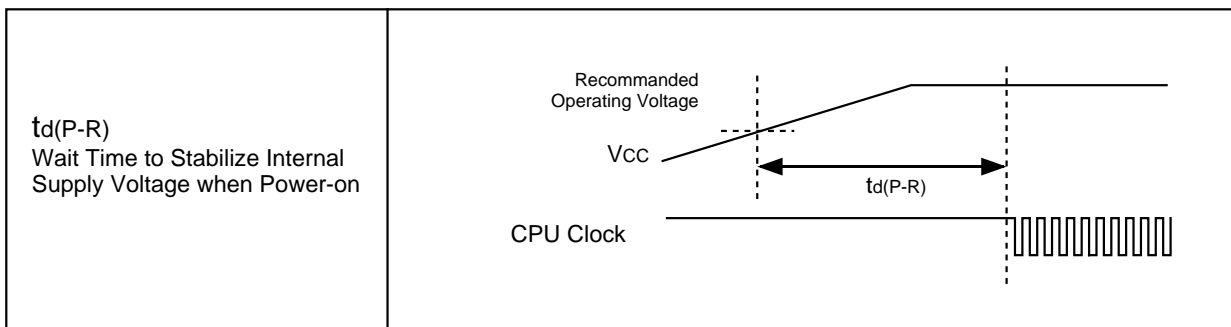 td(P-R)
Wait Time to Stabilize Internal
Supply Voltage when Power-on
Recommanded
Operating Voltage
VCC
td(P-R)
CPU Clock